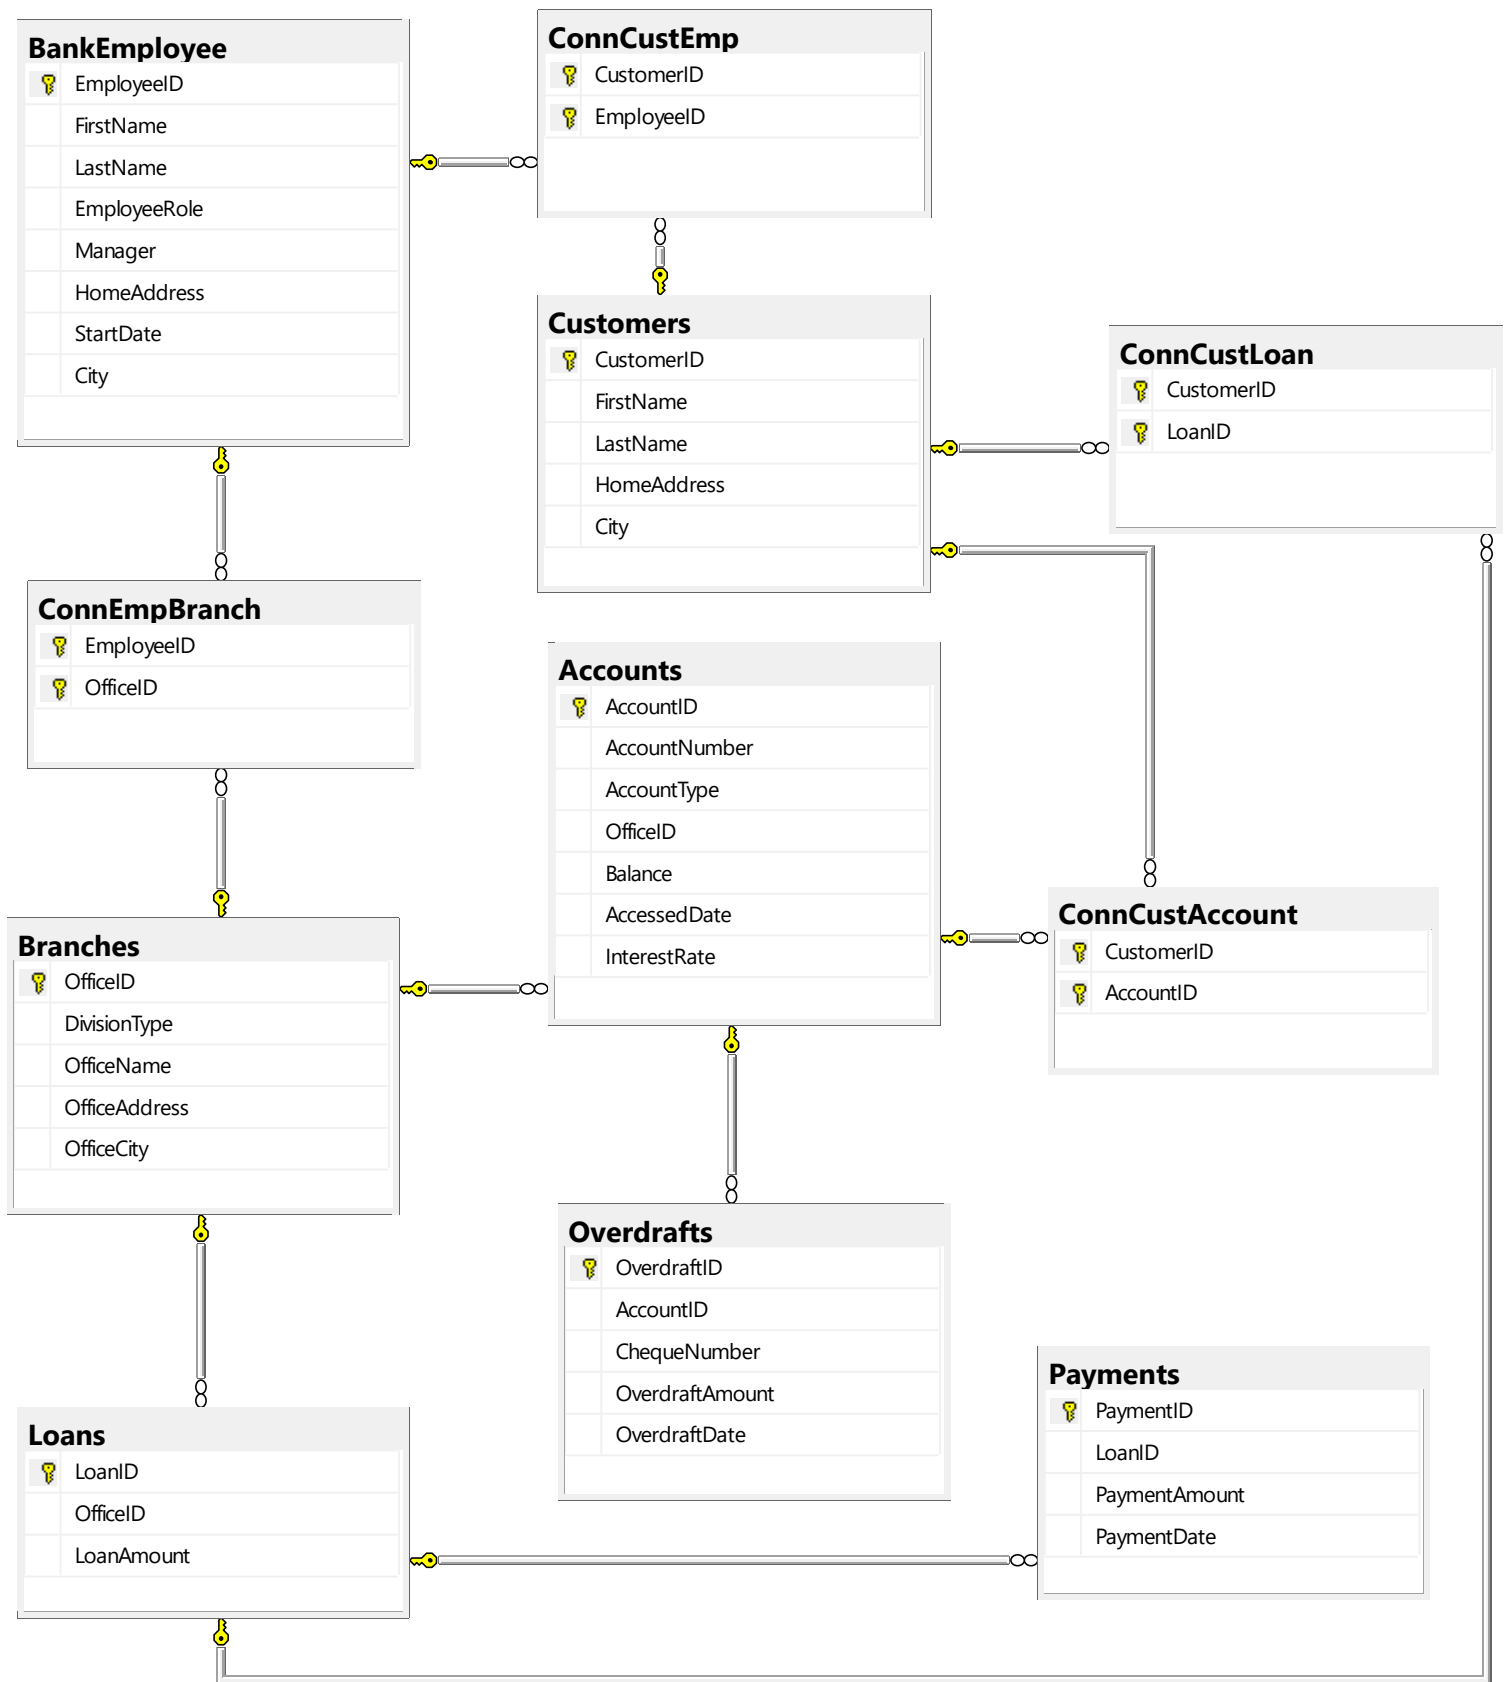 BankEmployee
EmployeeID
FirstName
LastName
EmployeeRole
Manager
HomeAddress
StartDate
City
ConnCustEmp
CustomerID
EmployeeID
Customers
CustomerID
FirstName
LastName
HomeAddress
City
ConnCustLoan
CustomerID
LoanID
ConnEmpBranch
EmployeeID
OfficeID
Accounts
AccountID
AccountNumber
AccountType
OfficeID
Balance
AccessedDate
InterestRate
ConnCustAccount
CustomerID
AccountID
Branches
OfficeID
DivisionType
OfficeName
OfficeAddress
OfficeCity
Overdrafts
OverdraftID
AccountID
ChequeNumber
OverdraftAmount
OverdraftDate
Payments
PaymentID
LoanID
PaymentAmount
PaymentDate
Loans
LoanID
OfficeID
LoanAmount